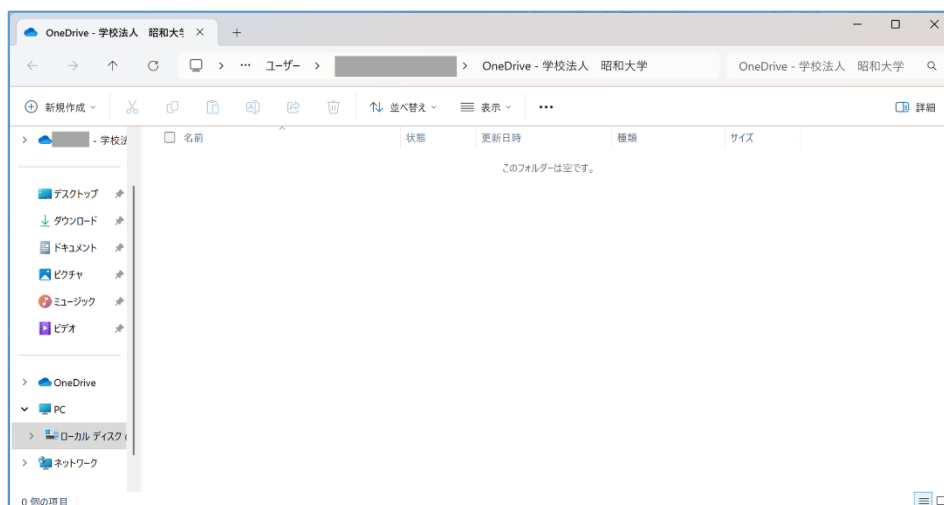 OneDrive - 学校法人　昭和大学
ユーザー
OneDrive - 学校法人　昭和大学
OneDrive - 学校法人　昭和大学
新規作成
並べ替え
表示
詳細
- 学校法
名前
状態
更新日時
種類
サイズ
このフォルダーは空です。
デスクトップ
ダウンロード
ドキュメント
ピクチャ
ミュージック
ビデオ
OneDrive
PC
ローカル ディスク (
ネットワーク
0 個の項目